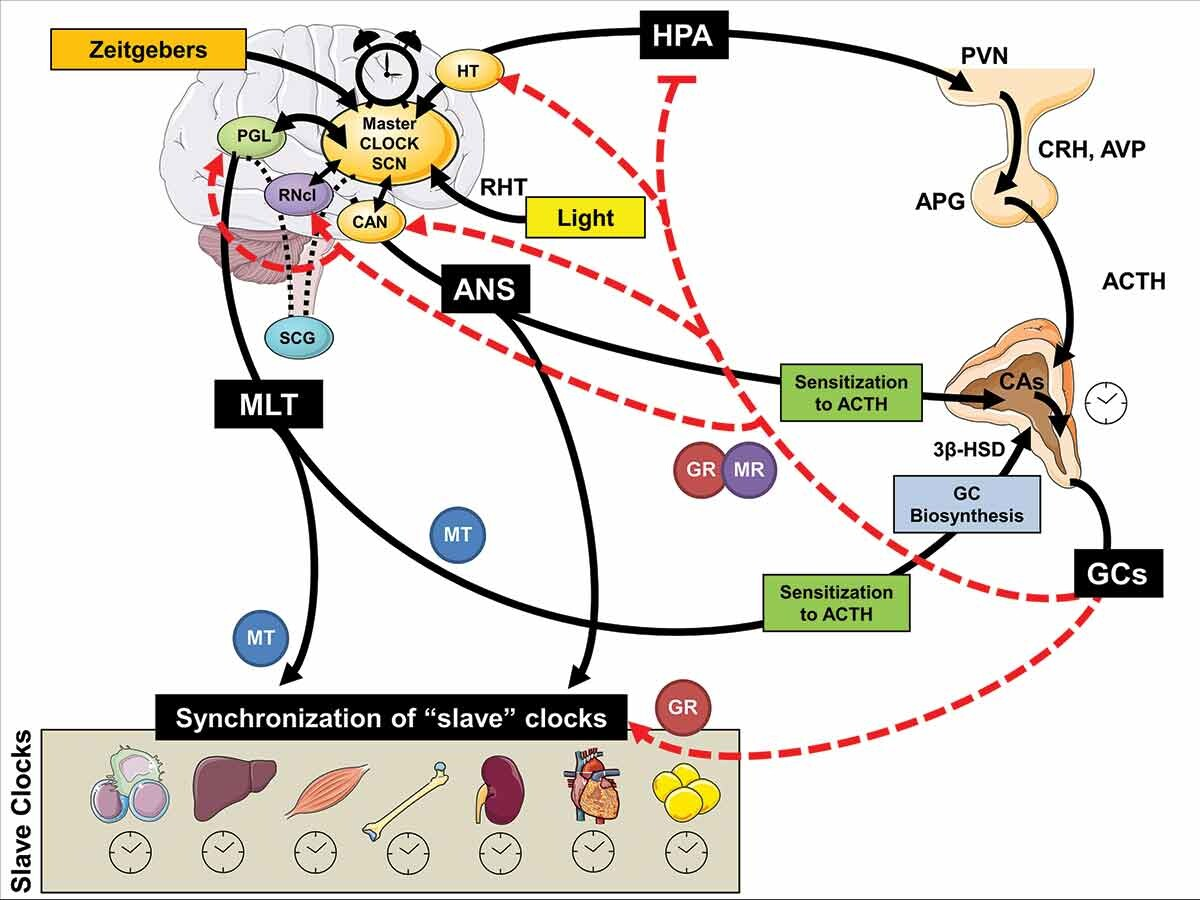 Zeitgebers
HPA
HT
PVN
Master
CLOCK
SCN
PGL
CRH, AVP
RNcl
RHT
APG
CAN
Light
ACTH
ANS
SCG
Sensitization
to ACTH
CAs
MLT
3β-HSD
GR
MR
GC
Biosynthesis
MT
GCs
Sensitization
to ACTH
MT
GR
Synchronization of “slave” clocks
Slave Clocks